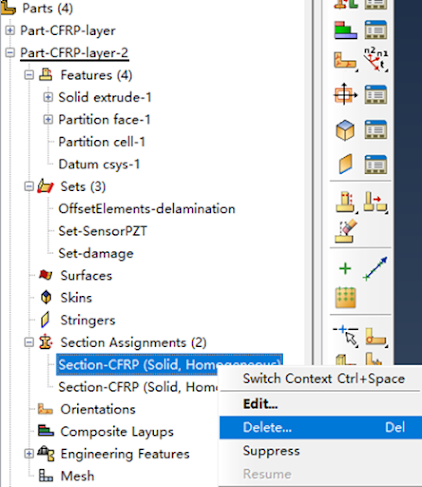 Parts (4)
Part-CFRP-layer
Part-CFRP-layer-2
Features (4)
Solid extrude-1
Partition face-1
Partition cell-1
Datum csys-1
Sets (3)
OffsetElements-delamination
Set-SensorPZT
Set-damage
Surfaces
Skins
Stringers
Section Assignments (2)
Section-CFRP (Solid, Homogeneous)
Section-CFRP (Solid, Hom
Switch Context Ctrl+Space
Edit...
Delete... Del
Suppress
Resume
Orientations
Composite Layups
Engineering Features
Mesh
n2
n1